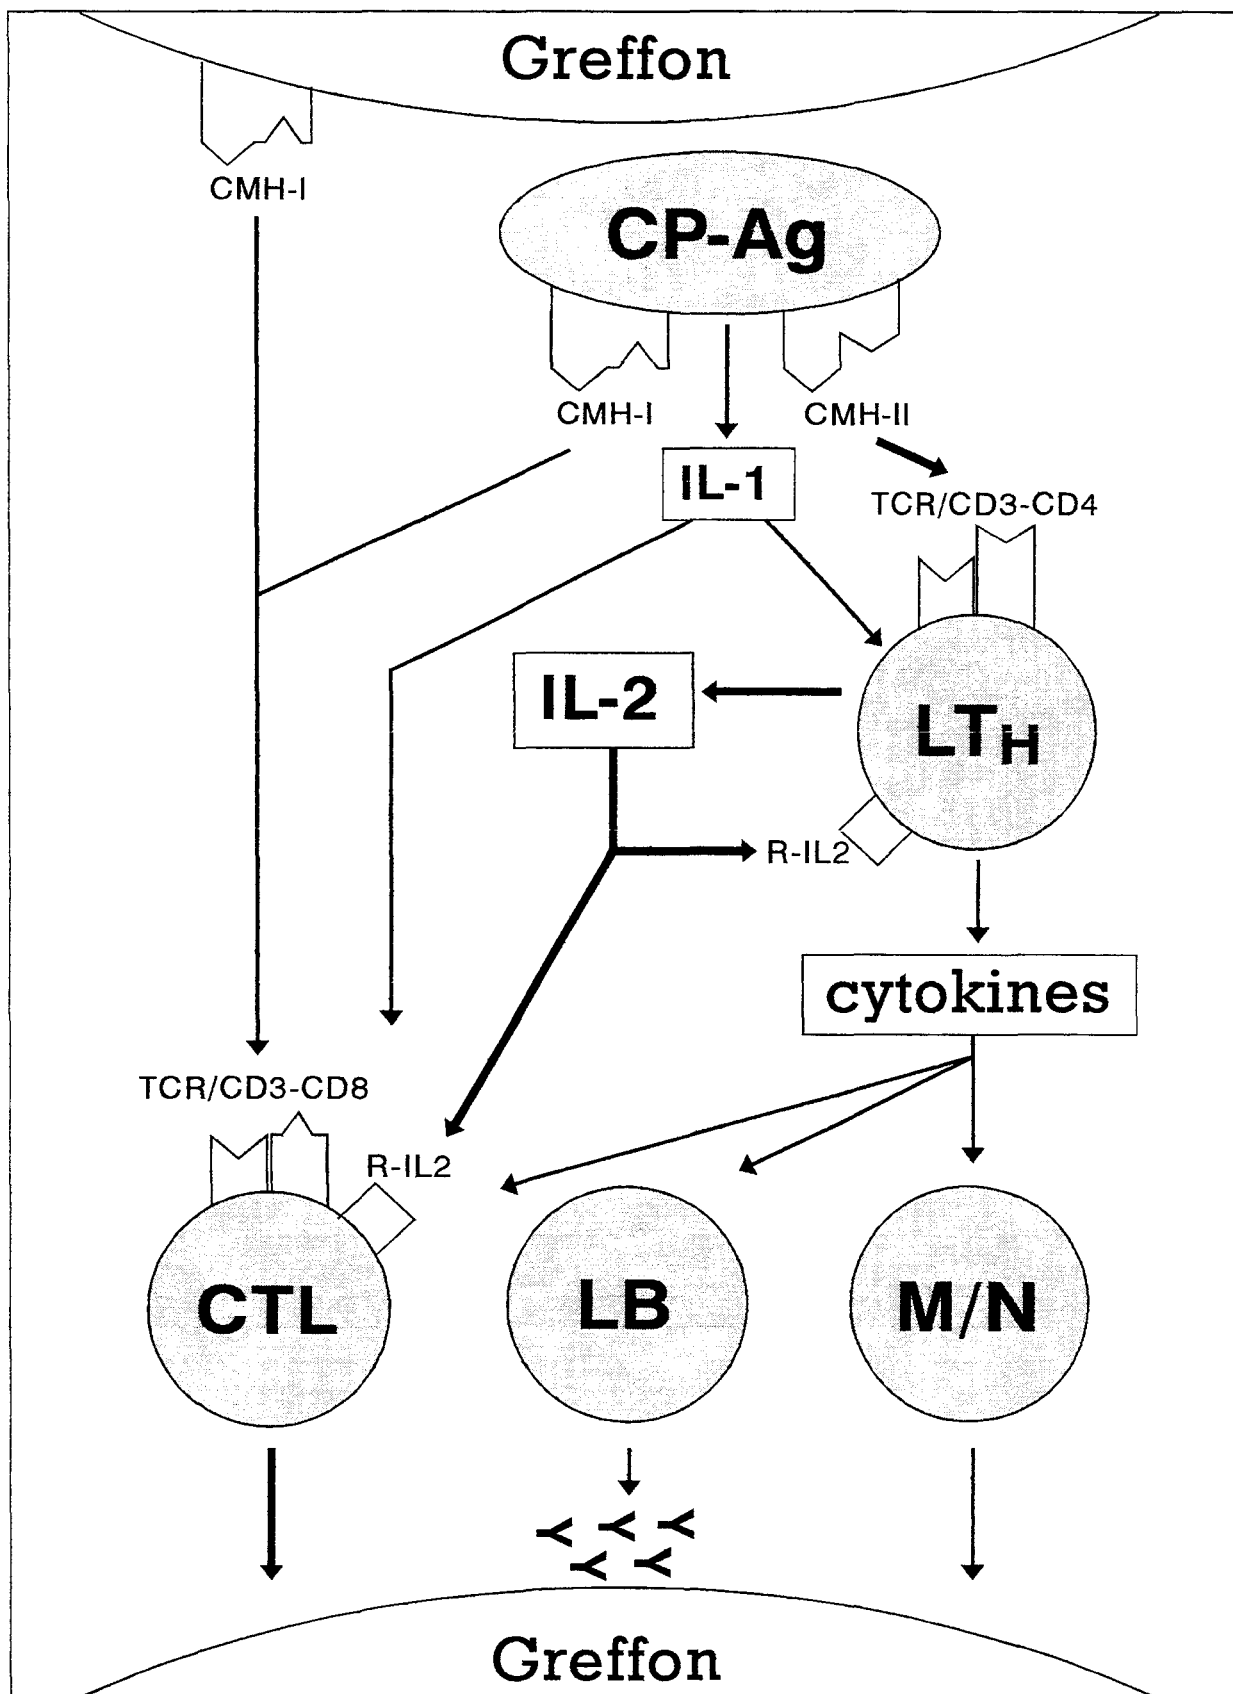 Greffon
CMH-I
CP-Ag
CMH-I
CMH-II
IL-1
TCR/CD3-CD4
IL-2
LTH
R-IL2
cytokines
TCR/CD3-CD8
R-IL2
CTL
LB
M/N
Greffon